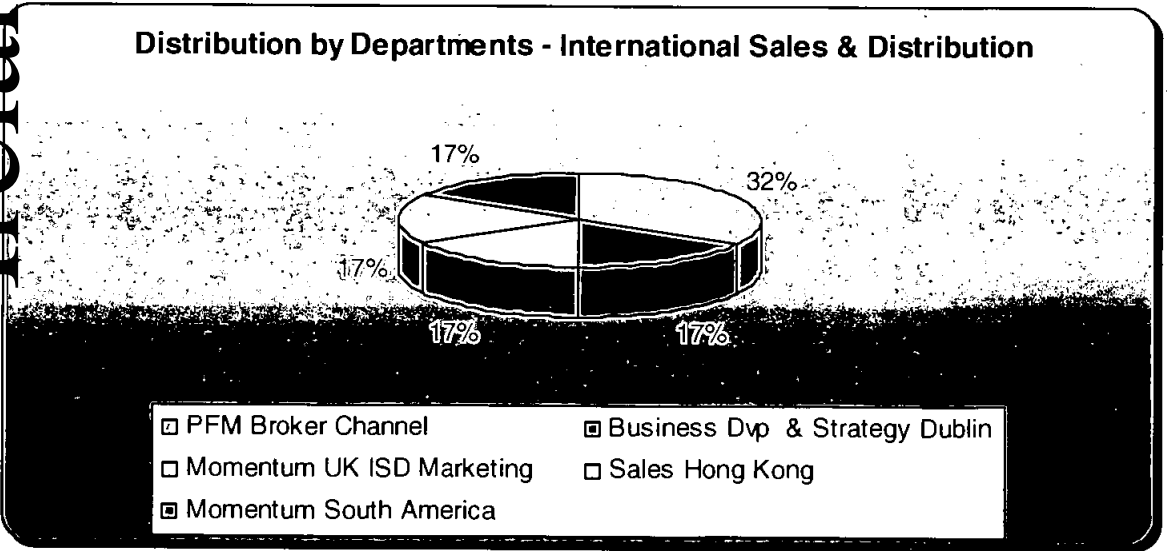 Distribution by Departments - International Sales & Distribution
17%
32%
17%
17%
17%
PFM Broker Channel
Business Dvp & Strategy Dublin
Momentum UK ISD Marketing
Sales Hong Kong
Momentum South America